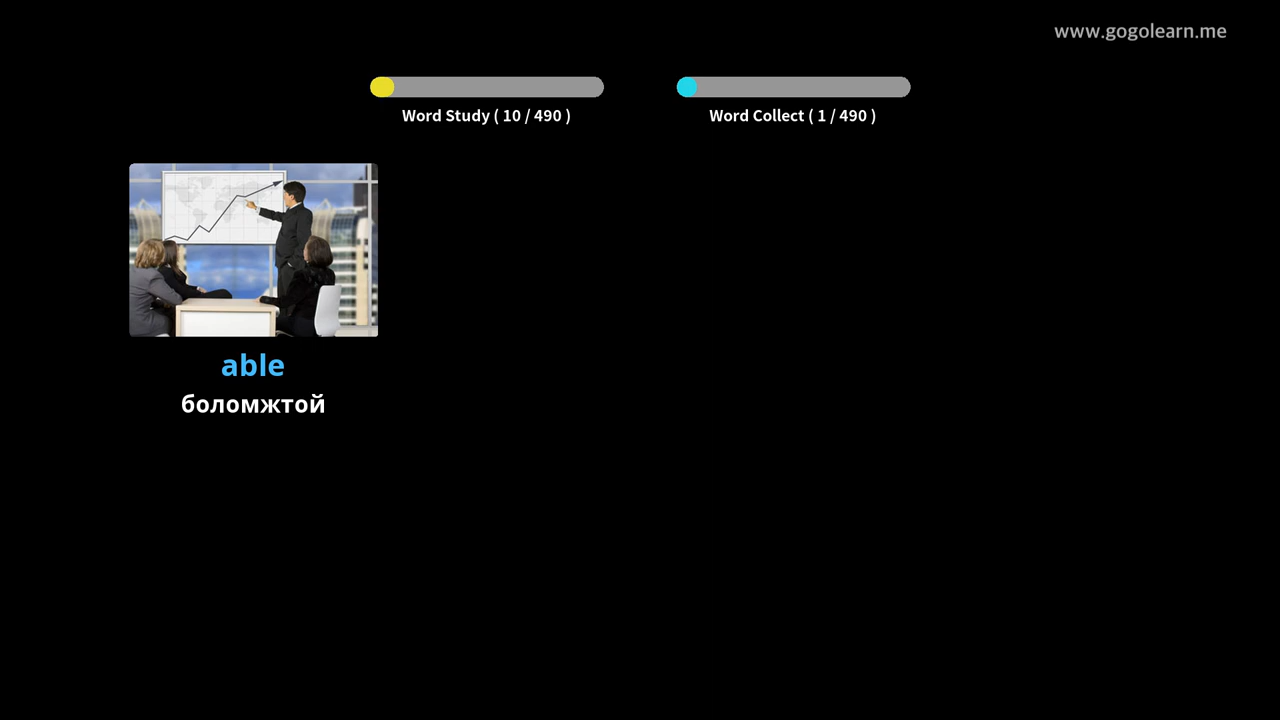 www.gogolearn.me
Word Study ( 10 / 490 )
Word Collect ( 1 / 490 )
able
боломжтой